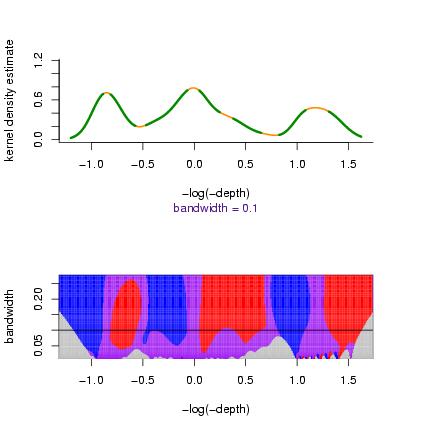 kernel density estimate
1.2
0.6
0.0
−1.0 −0.5 0.0 0.5 1.0 1.5
−log(−depth)
bandwidth = 0.1
bandwidth
0.20
0.05
−1.0 −0.5 0.0 0.5 1.0 1.5
−log(−depth)